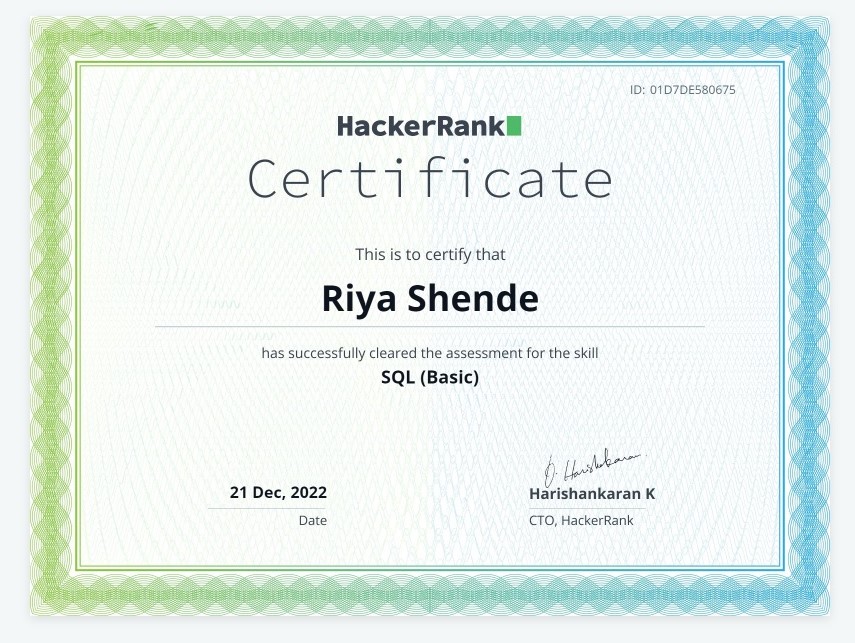 ID: 01D7DE580675
HackerRank
Certificate
This is to certify that
Riya Shende
has successfully cleared the assessment for the skill
SQL (Basic)
21 Dec, 2022
Date
Harishankaran K
CTO, HackerRank